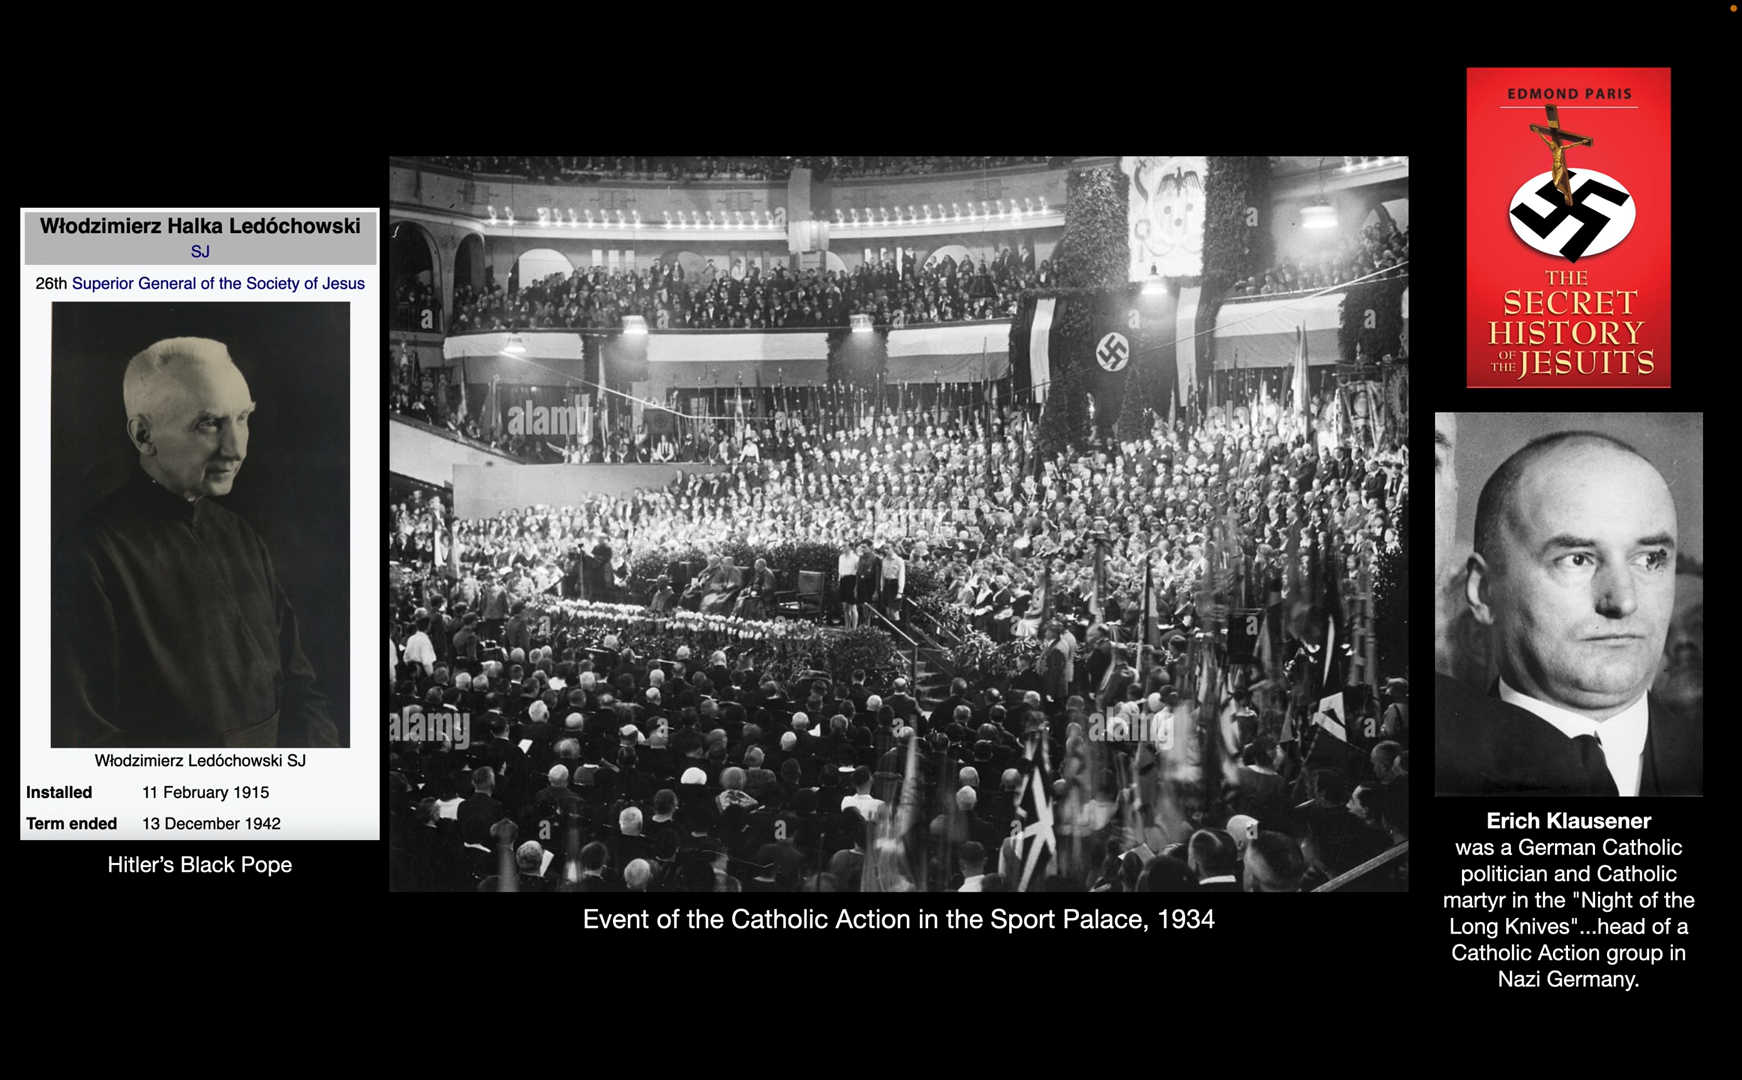 Włodzimierz Halka Ledóchowski
SJ
26th Superior General of the Society of Jesus
Włodzimierz Ledóchowski SJ
Installed 11 February 1915
Term ended 13 December 1942
Hitler's Black Pope
alamy
alamy
alamy
alamy
alamy
Event of the Catholic Action in the Sport Palace, 1934
EDMOND PARIS
THE
SECRET
HISTORY
OF THE JESUITS
Erich Klausener
was a German Catholic
politician and Catholic
martyr in the "Night of the
Long Knives"...head of a
Catholic Action group in
Nazi Germany.